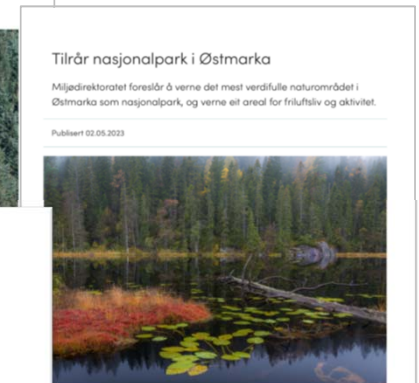 Tilrår nasjonalpark i Østmarka
Miljødirektoratet foreslår å verne det mest verdifulle naturområdet i
Østmarka som nasjonalpark, og verne eit areal for friluftsliv og aktivitet.
Publisert 02.05.2023